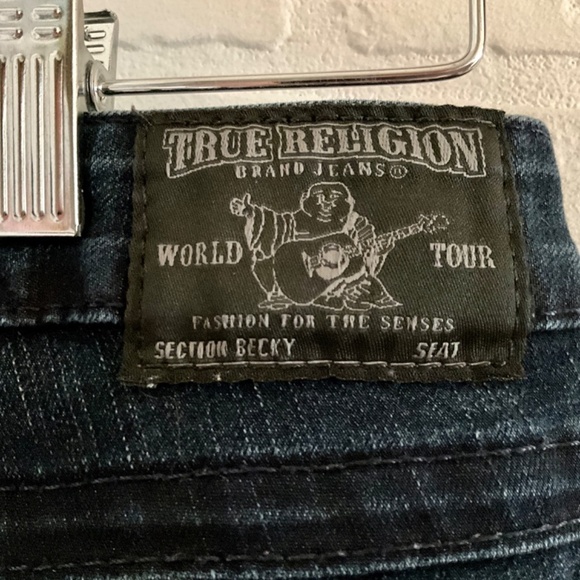 TRUE RELIGION
BRAND JEANS ®
WORLD TOUR
FASHION FOR THE SENSES
SECTION BECKY SEAT